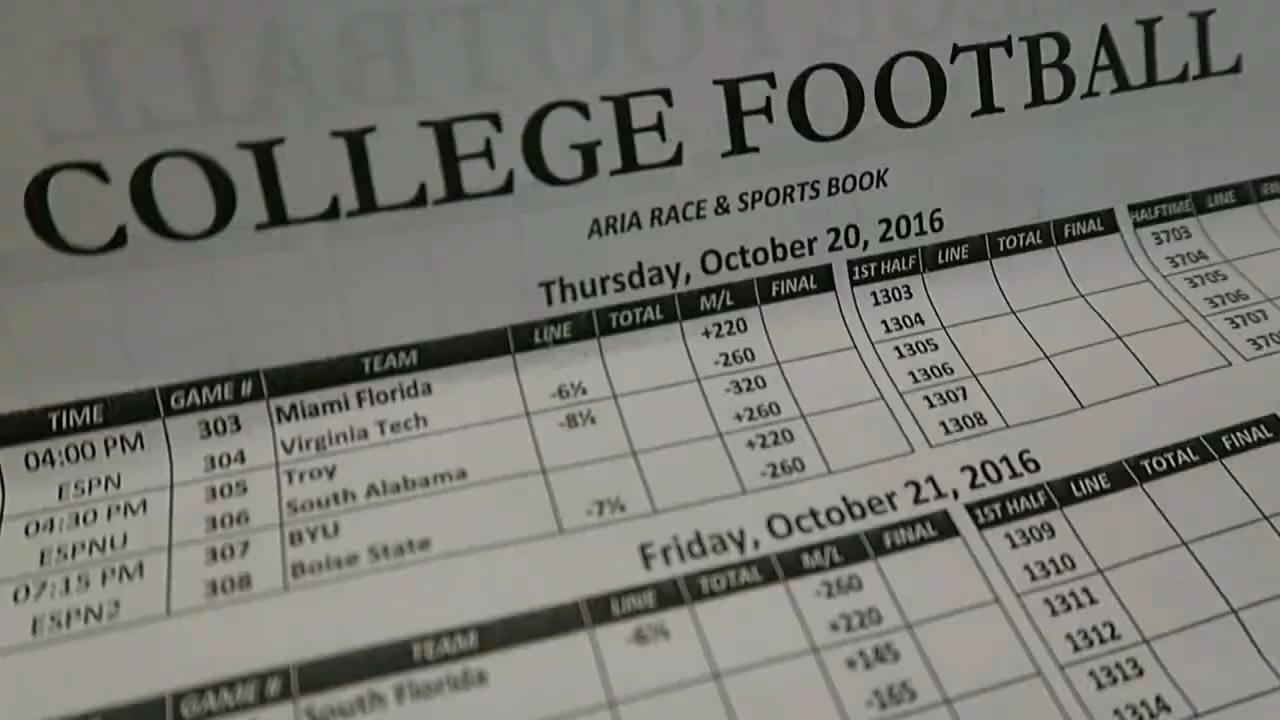 COLLEGE FOOTBALL
ARIA RACE & SPORTS BOOK
Thursday, October 20, 2016
TIME GAME # TEAM LINE TOTAL M/L FINAL 1ST HALF LINE TOTAL FINAL HALFTIME LINE
04:00 PM 303 Miami Florida +220 1303 3703
ESPN 304 Virginia Tech -6½ -260 1304 3704
04:30 PM 305 Troy -8½ -320 1305 3705
ESPNU 306 South Alabama +260 1306 3706
07:15 PM 307 BYU +220 1307 3707
ESPN2 308 Boise State -7½ -260 1308 370
Friday, October 21, 2016
GAME # TEAM LINE TOTAL M/L FINAL 1ST HALF LINE TOTAL FINAL
South Florida -6½ -260 1309
+220 1310
+145 1311
-165 1312
1313
1314